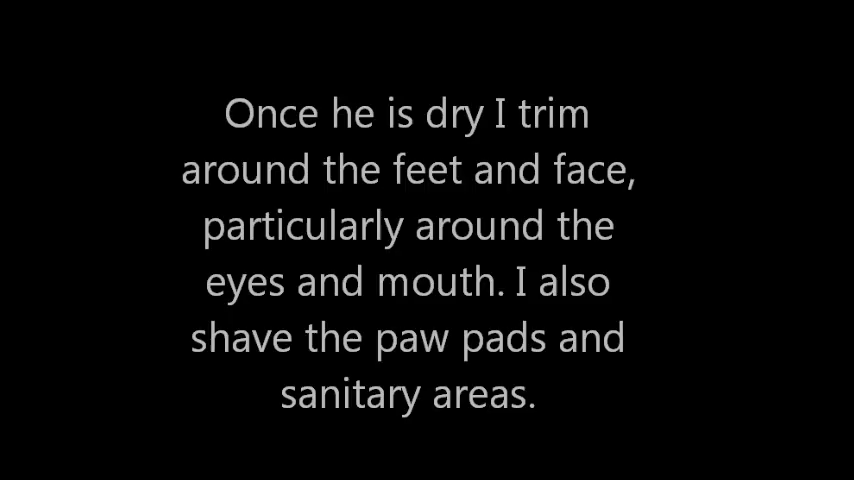 Once he is dry I trim
around the feet and face,
particularly around the
eyes and mouth. I also
shave the paw pads and
sanitary areas.